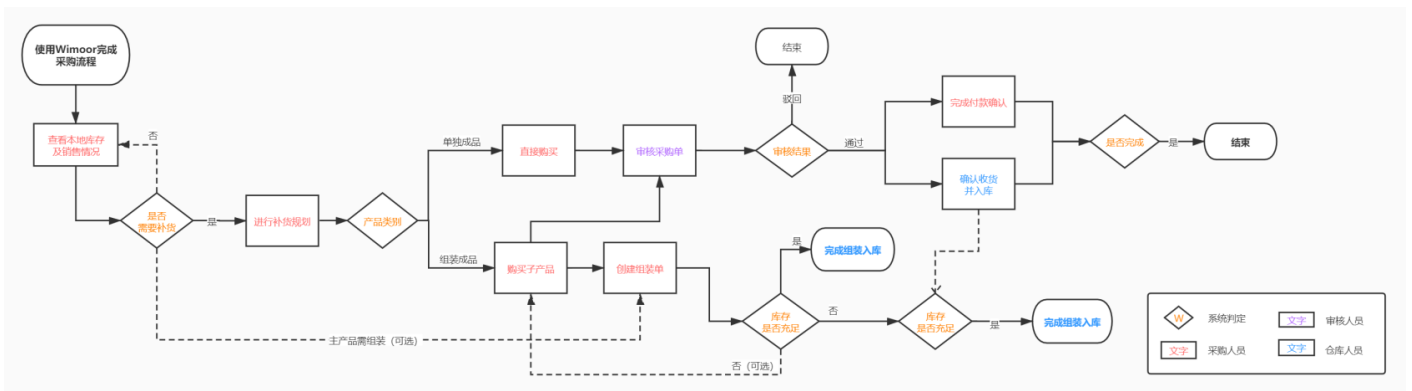 使用Wimoor完成
采购流程
查看本地库存
及销售情况
否
是否
需要补货
是
进行补货规划
产品类别
单独成品
直接购买
审核采购单
组装成品
购买子产品
创建组装单
主产品需组装（可选）
结束
驳回
审核结束
通过
完成付款确认
确认收货
并入库
是否完成
是
结束
是
完成组装入库
库存
是否充足
否
否（可选）
库存
是否充足
是
完成组装入库
W
系统判定
文字
审核人员
文字
采购人员
文字
仓库人员